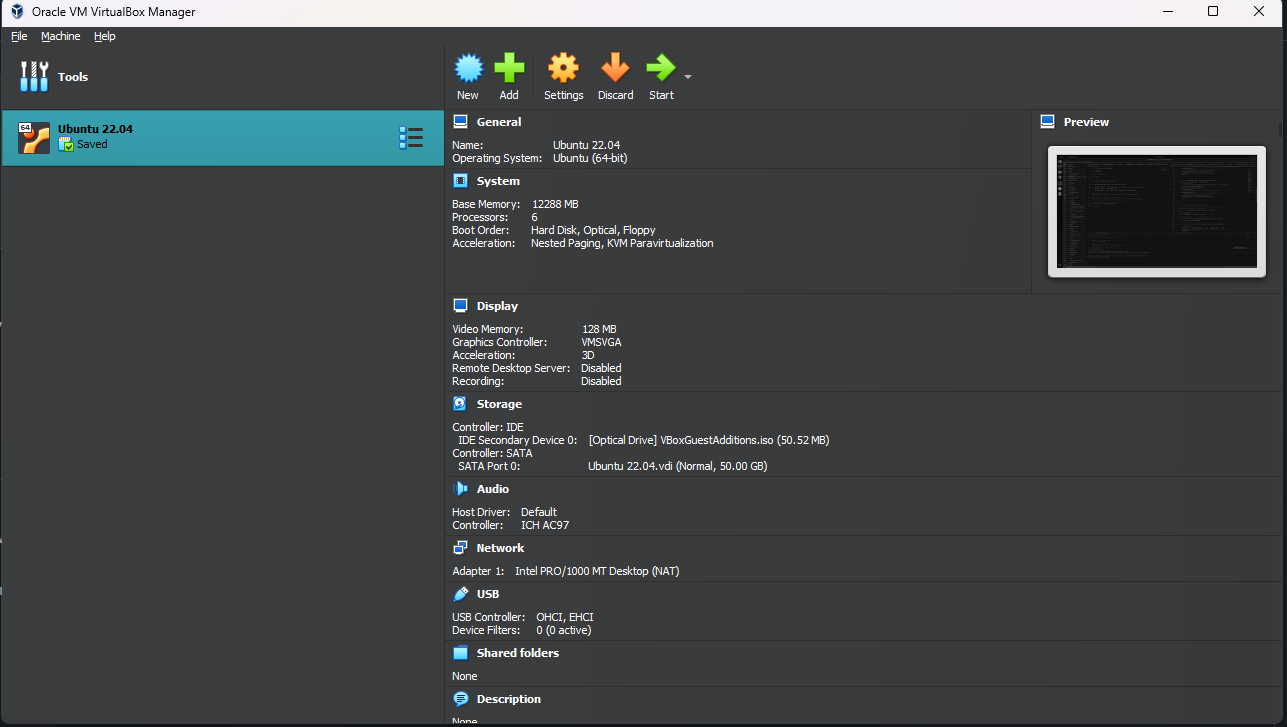 Oracle VM VirtualBox Manager
File Machine Help
Tools
New Add Settings Discard Start
64
Ubuntu 22.04
Saved
General
Name: Ubuntu 22.04
Operating System: Ubuntu (64-bit)
Preview
System
Base Memory: 12288 MB
Processors: 6
Boot Order: Hard Disk, Optical, Floppy
Acceleration: Nested Paging, KVM Paravirtualization
Display
Video Memory: 128 MB
Graphics Controller: VMSVGA
Acceleration: 3D
Remote Desktop Server: Disabled
Recording: Disabled
Storage
Controller: IDE
IDE Secondary Device 0: [Optical Drive] VBoxGuestAdditions.iso (50.52 MB)
Controller: SATA
SATA Port 0: Ubuntu 22.04.vdi (Normal, 50.00 GB)
Audio
Host Driver: Default
Controller: ICH AC97
Network
Adapter 1: Intel PRO/1000 MT Desktop (NAT)
USB
USB Controller: OHCI, EHCI
Device Filters: 0 (0 active)
Shared folders
None
Description
None